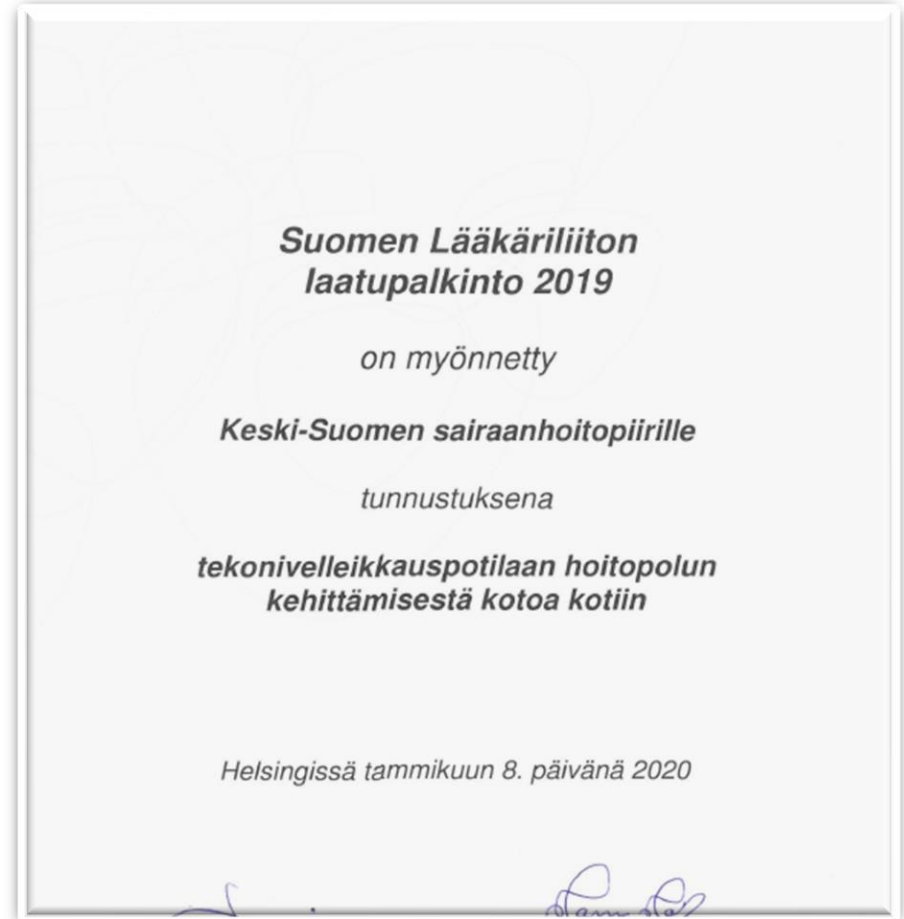 Suomen Lääkäriliiton
laatupalkinto 2019
on myönnetty
Keski-Suomen sairaanhoitopiirille
tunnustuksena
tekonivelleikkauspotilaan hoitopolun
kehittämisestä kotoa kotiin
Helsingissä tammikuun 8. päivänä 2020